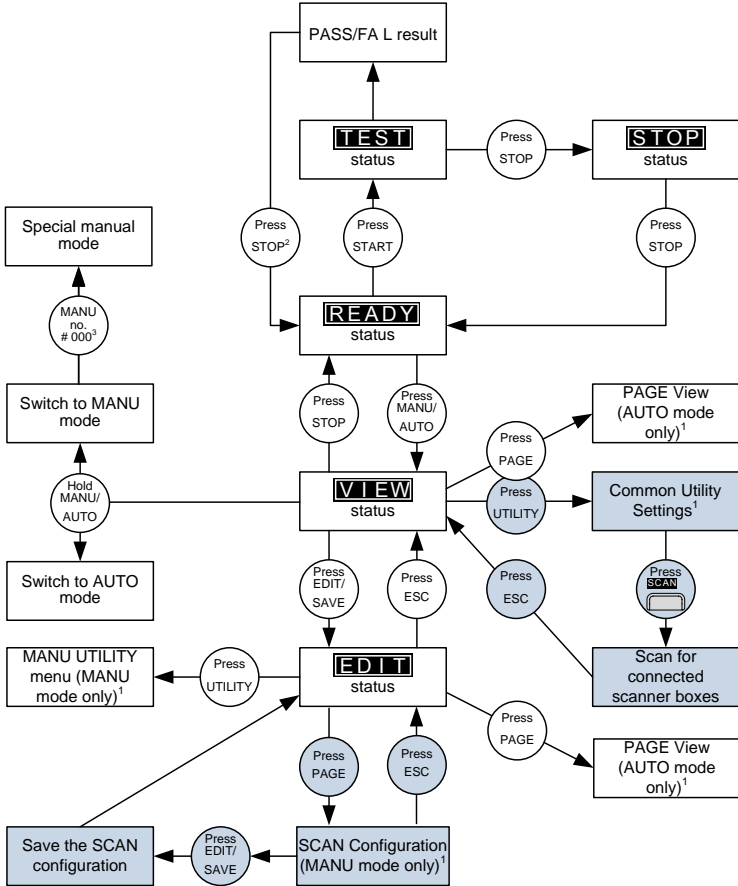 PASS/FA L result
TEST
status
Press
STOP
STOP
status
Press
STOP²
Press
START
Press
STOP
Special manual
mode
MANU
no.
# 000³
READY
status
Switch to MANU
mode
Press
STOP
Press
MANU/
AUTO
PAGE View
(AUTO mode
only)¹
Press
PAGE
Hold
MANU/
AUTO
VIEW
status
Press
UTILITY
Common Utility
Settings¹
Switch to AUTO
mode
Press
EDIT/
SAVE
Press
ESC
Press
ESC
Press
SCAN
MANU UTILITY
menu (MANU
mode only)¹
Press
UTILITY
EDIT
status
Scan for
connected
scanner boxes
Press
PAGE
Press
ESC
Press
PAGE
PAGE View
(AUTO mode
only)¹
Save the SCAN
configuration
Press
EDIT/
SAVE
SCAN Configuration
(MANU mode only)¹